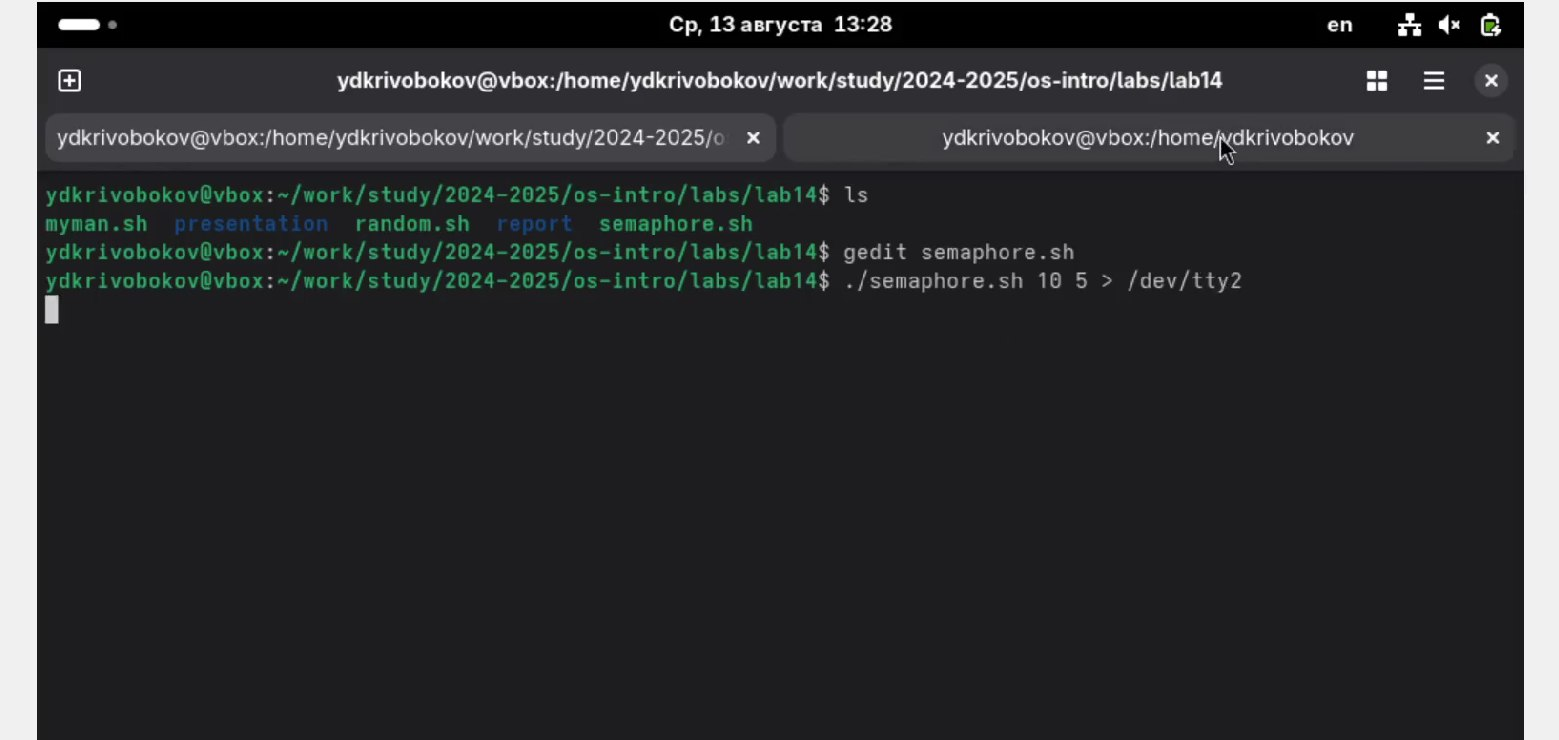 Ср, 13 августа 13:28
en
ydkrivobokov@vbox:/home/ydkrivobokov/work/study/2024-2025/os-intro/labs/lab14
ydkrivobokov@vbox:/home/ydkrivobokov/work/study/2024-2025/o
ydkrivobokov@vbox:/home/ydkrivobokov
ydkrivobokov@vbox:~/work/study/2024-2025/os-intro/labs/lab14$ ls
myman.sh presentation random.sh report semaphore.sh
ydkrivobokov@vbox:~/work/study/2024-2025/os-intro/labs/lab14$ gedit semaphore.sh
ydkrivobokov@vbox:~/work/study/2024-2025/os-intro/labs/lab14$ ./semaphore.sh 10 5 > /dev/tty2